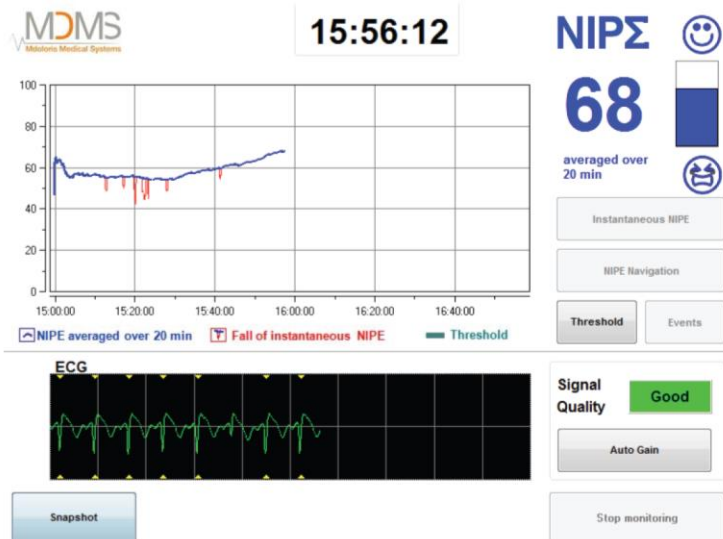 MDMS
Mdoloris Medical Systems
15:56:12
NIPΣ
68
averaged over
20 min
Instantaneous NIPE
NIPE Navigation
Threshold
Events
100
80
60
40
20
0
15:00:00 15:20:00 15:40:00 16:00:00 16:20:00 16:40:00
NIPE averaged over 20 min Fall of instantaneous NIPE Threshold
ECG
Signal
Quality
Good
Auto Gain
Snapshot
Stop monitoring